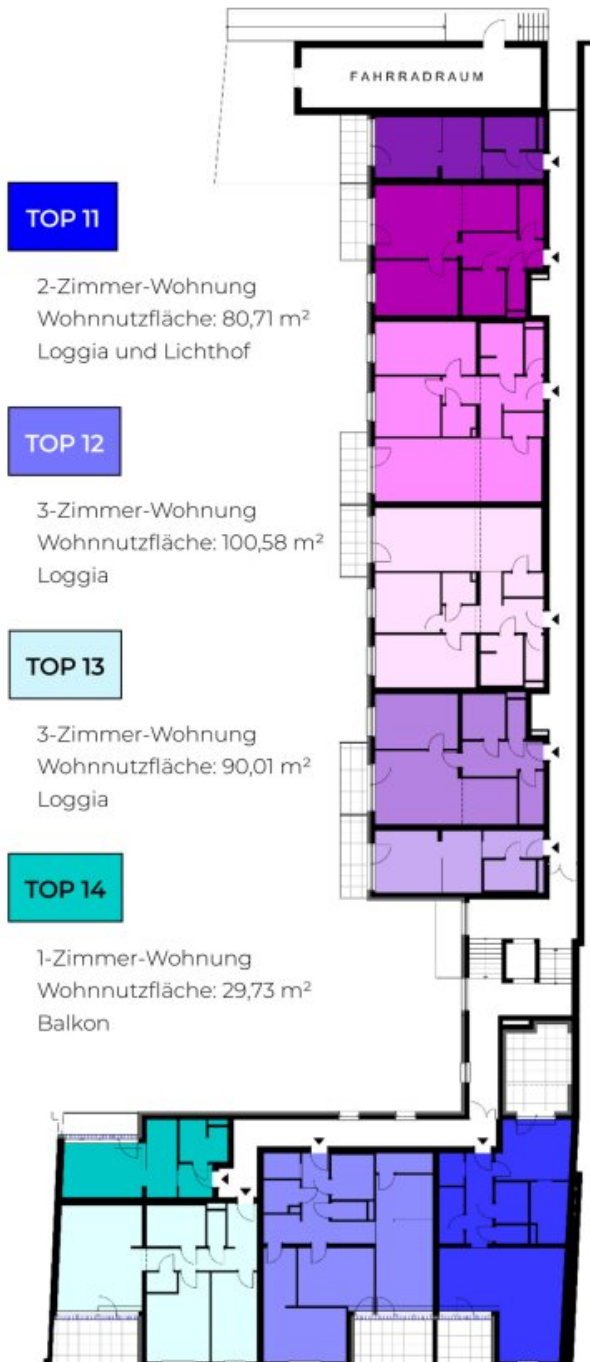 FAHRRADRAUM
TOP 11
2-Zimmer-Wohnung
Wohnnutzfläche: 80,71 m²
Loggia und Lichthof
TOP 12
3-Zimmer-Wohnung
Wohnnutzfläche: 100,58 m²
Loggia
TOP 13
3-Zimmer-Wohnung
Wohnnutzfläche: 90,01 m²
Loggia
TOP 14
1-Zimmer-Wohnung
Wohnnutzfläche: 29,73 m²
Balkon